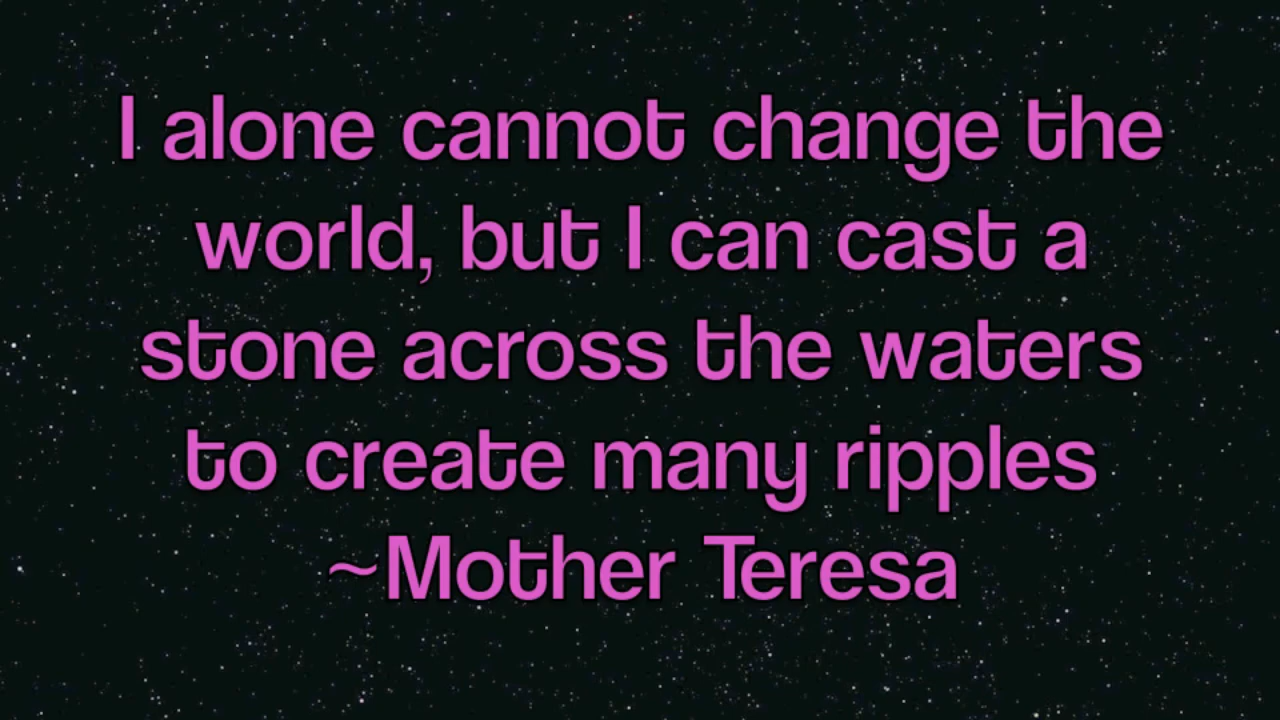 I alone cannot change the
world, but I can cast a
stone across the waters
to create many ripples
~Mother Teresa